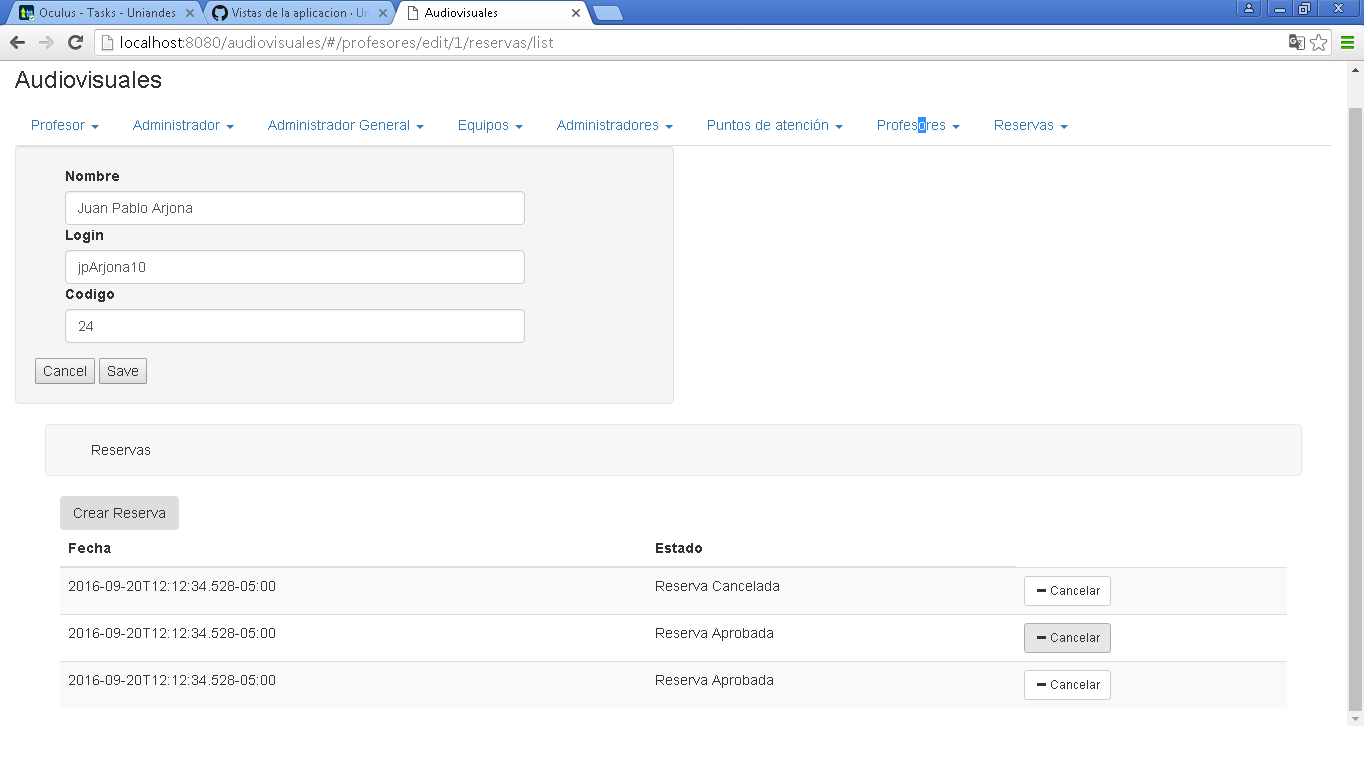 Oculus - Tasks - Uniandes Vistas de la aplicacion · Un Audiovisuales
localhost:8080/audiovisuales/#/profesores/edit/1/reservas/list
Audiovisuales
Profesor Administrador Administrador General Equipos Administradores Puntos de atención Profesores Reservas
Nombre
Juan Pablo Arjona
Login
jpArjona10
Codigo
24
Cancel Save
Reservas
Crear Reserva
Fecha Estado
2016-09-20T12:12:34.528-05:00 Reserva Cancelada Cancelar
2016-09-20T12:12:34.528-05:00 Reserva Aprobada Cancelar
2016-09-20T12:12:34.528-05:00 Reserva Aprobada Cancelar